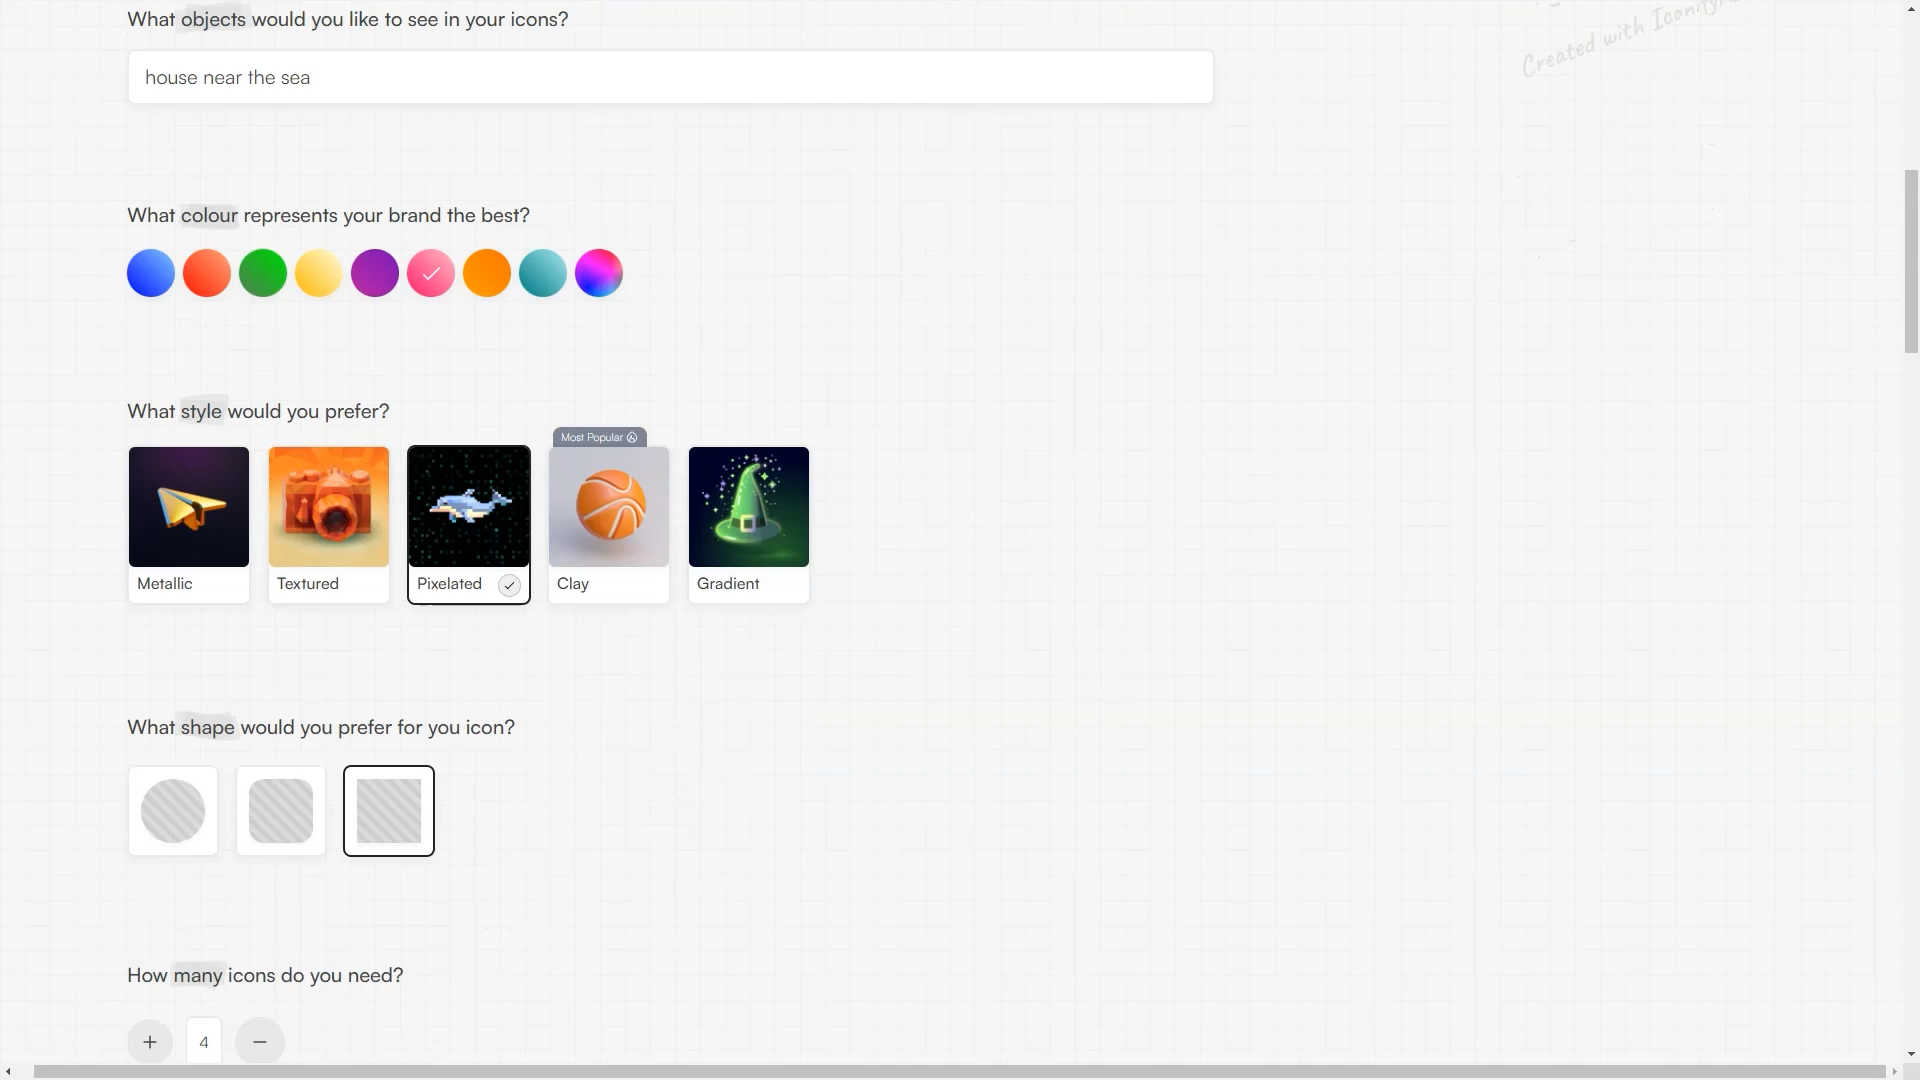 What objects would you like to see in your icons?
Created with
house near the sea
What colour represents your brand the best?
What style would you prefer?
Most Popular
Metallic
Textured
Pixelated
Clay
Gradient
What shape would you prefer for you icon?
How many icons do you need?
+ 4 −